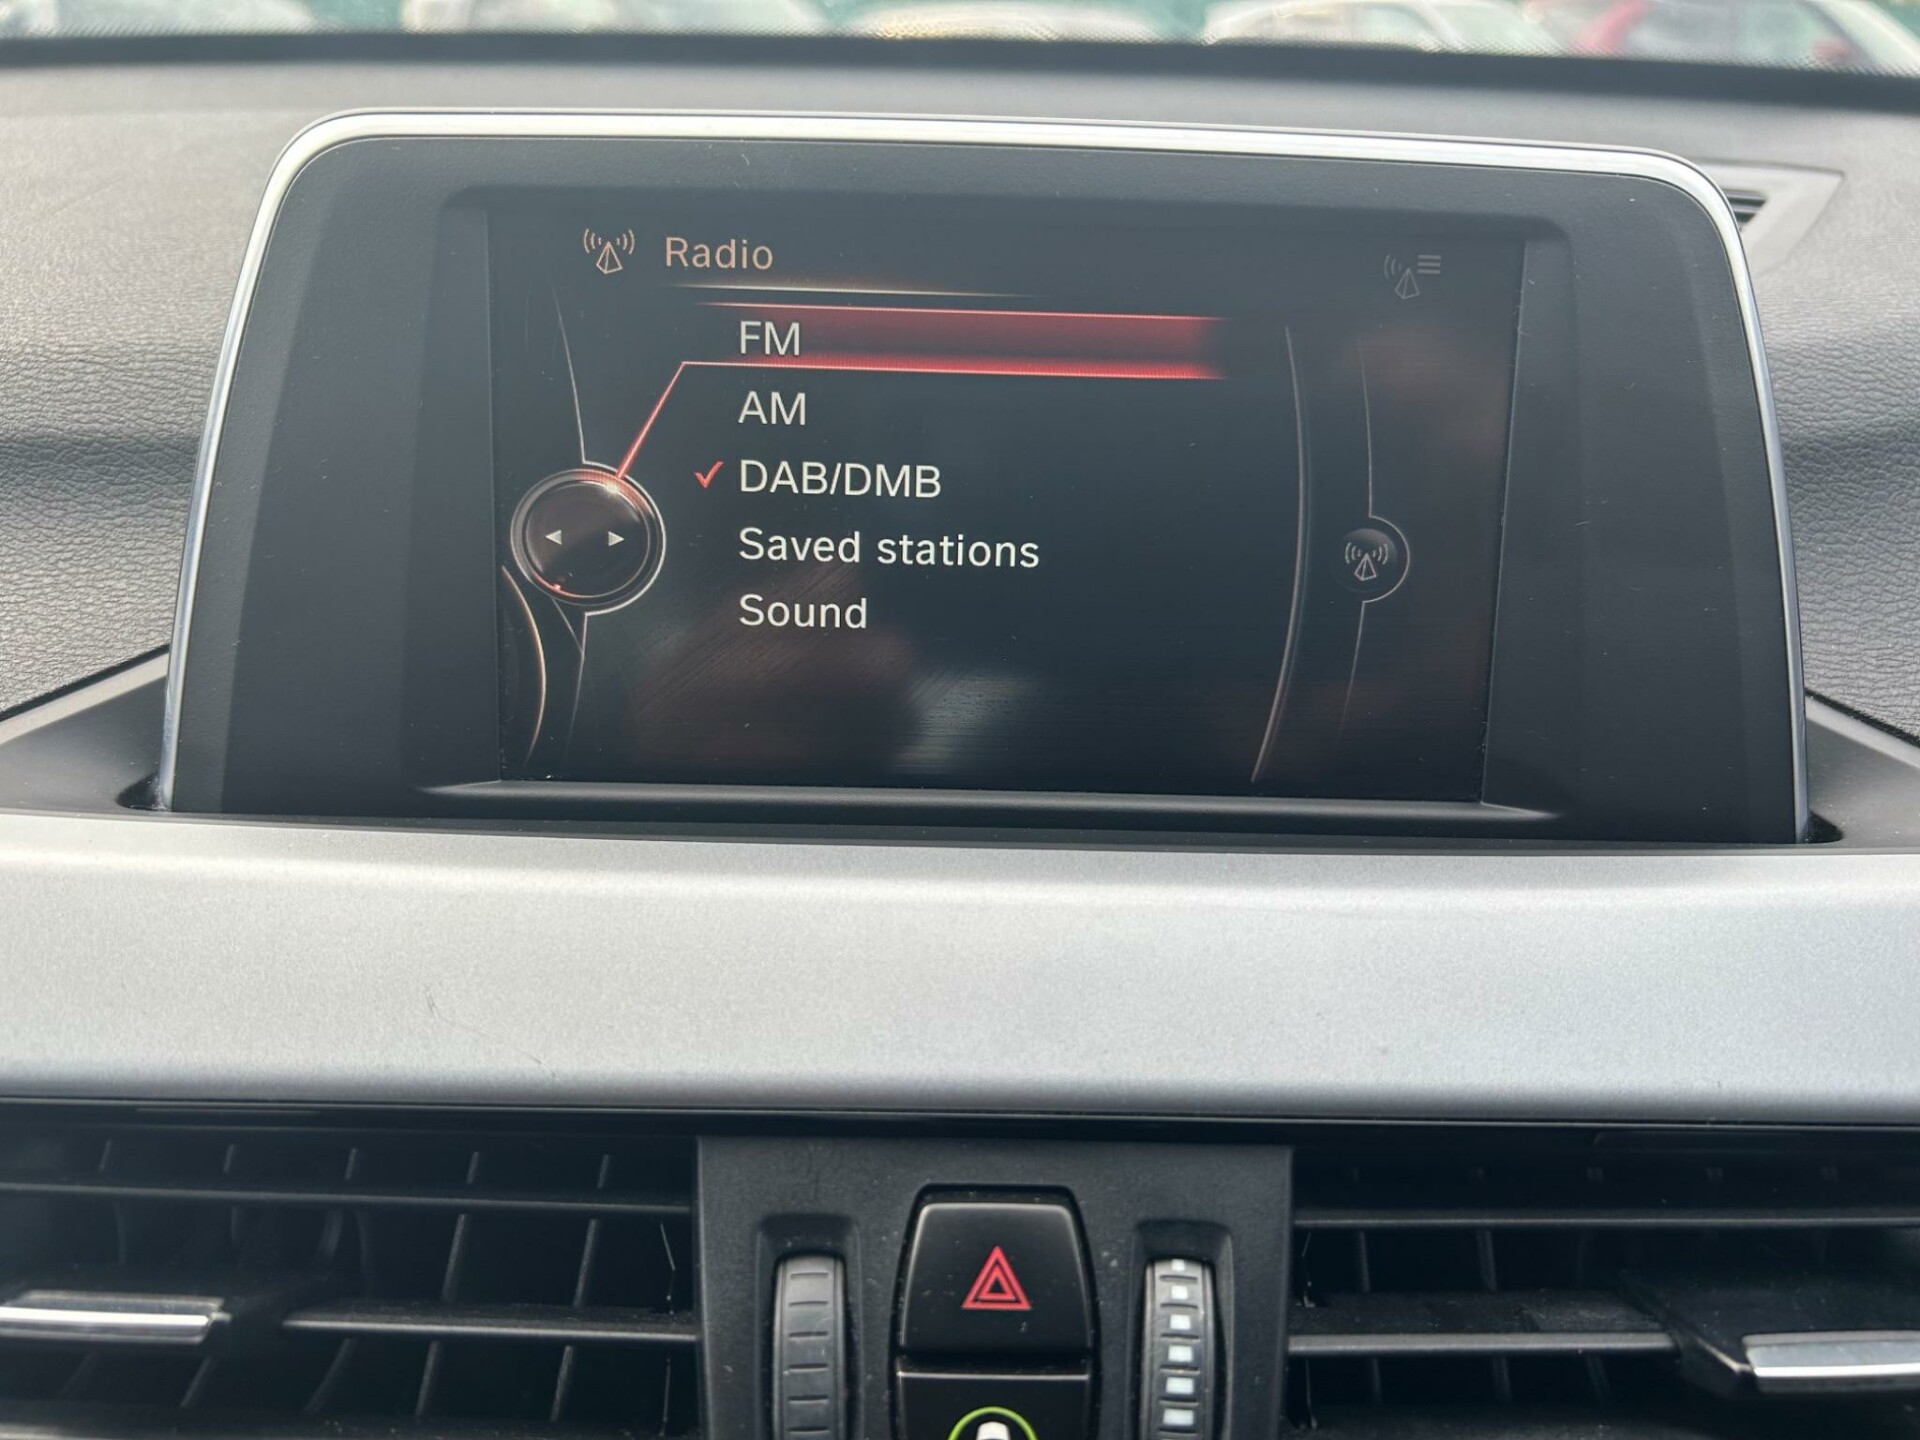 Radio
FM
AM
DAB/DMB
Saved stations
Sound